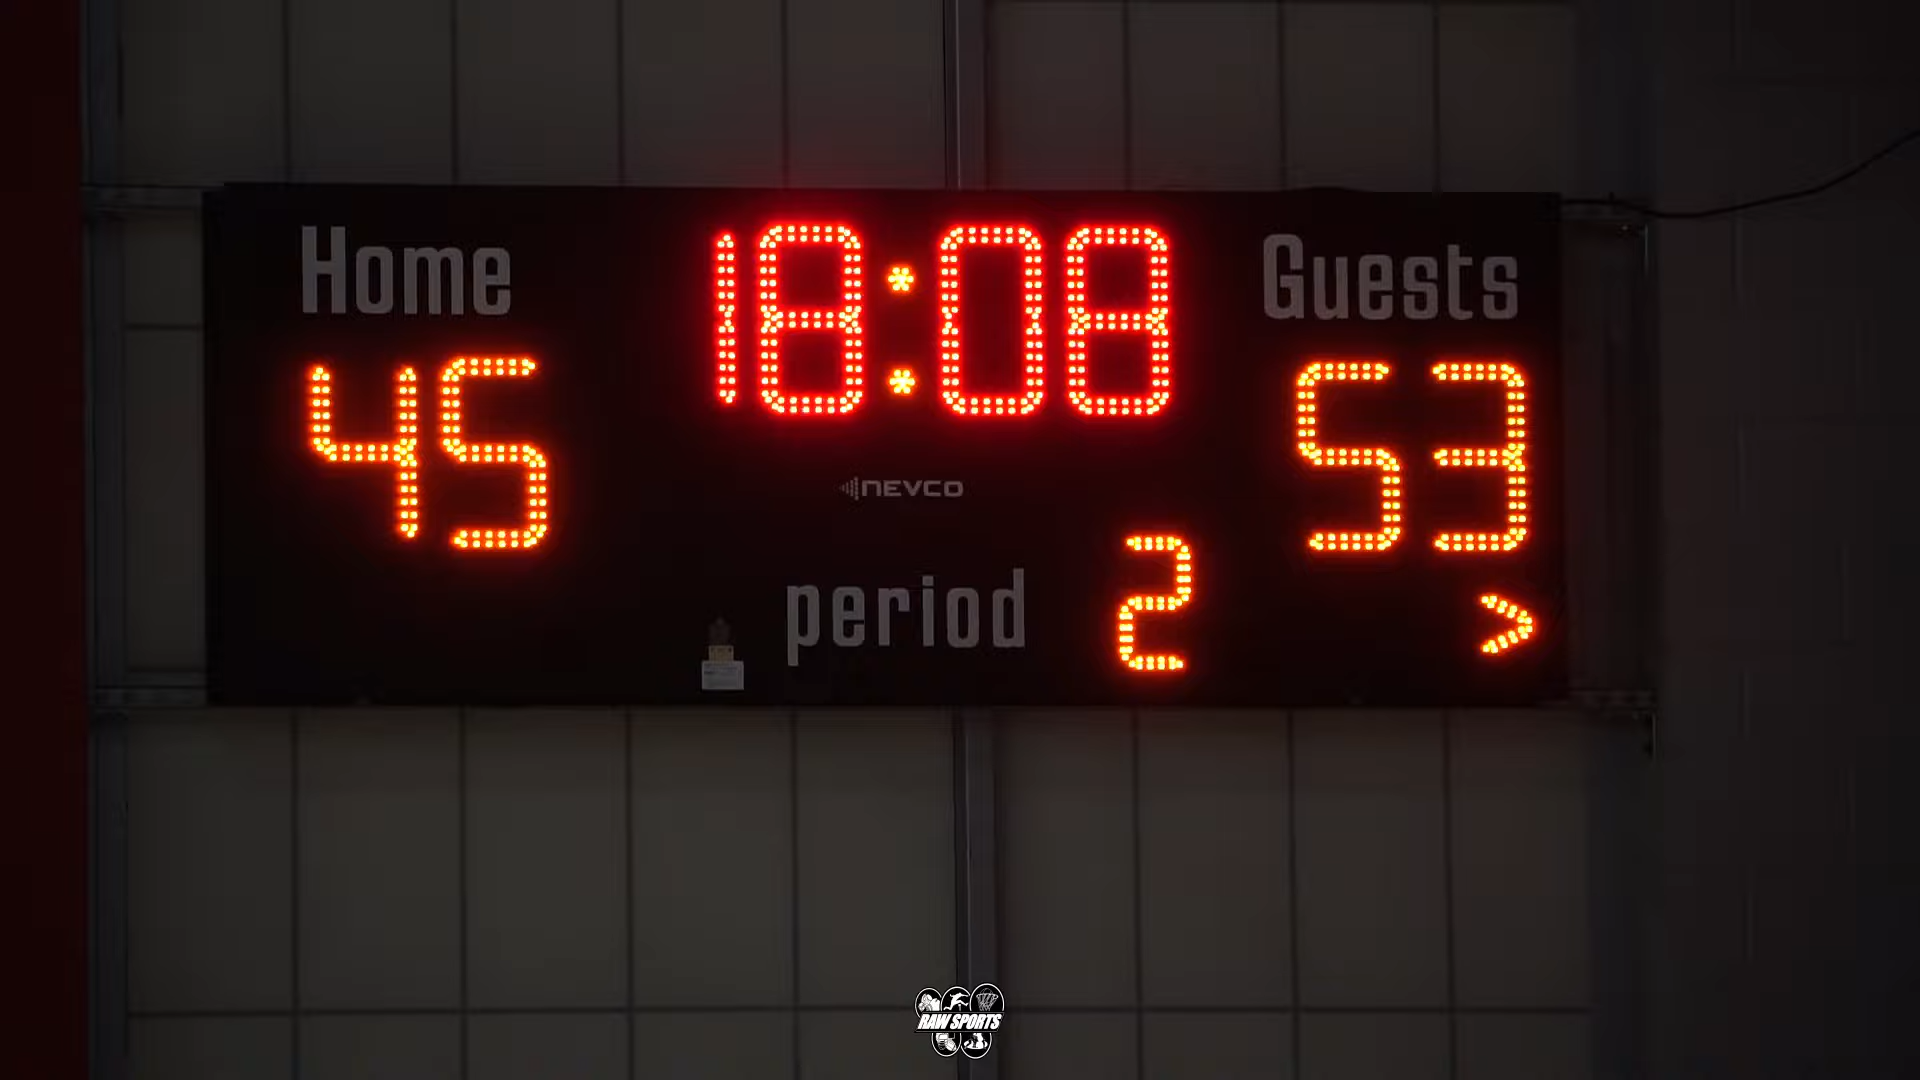 Home 18:08 Guests
45 53
NEVCO
period 2 >
RAW SPORTS